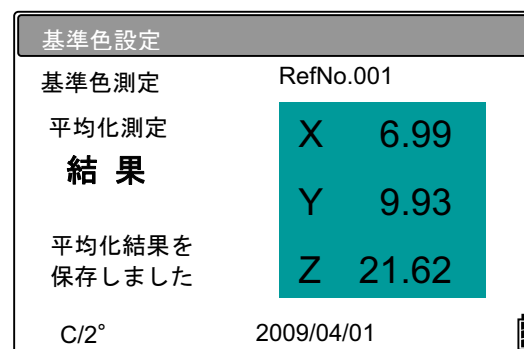 基準色設定
基準色測定 RefNo.001
平均化測定
結 果
X 6.99
Y 9.93
Z 21.62
平均化結果を
保存しました
C/2° 2009/04/01